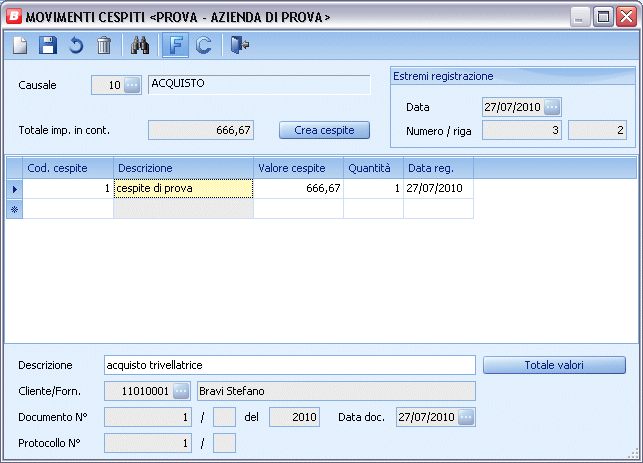 B MOVIMENTI CESPITI <PROVA - AZIENDA DI PROVA>
F C
Causale 10 ... ACQUISTO
Estremi registrazione
Data 27/07/2010 ...
Totale imp. in cont. 666,67 Crea cespite
Numero / riga 3 2
Cod. cespite Descrizione Valore cespite Quantità Data reg.
1 cespite di prova 666,67 1 27/07/2010
Descrizione acquisto trivellatrice Totale valori
Cliente/Forn. 11010001 ... Bravi Stefano
Documento N° 1 / del 2010 Data doc. 27/07/2010 ...
Protocollo N° 1 /